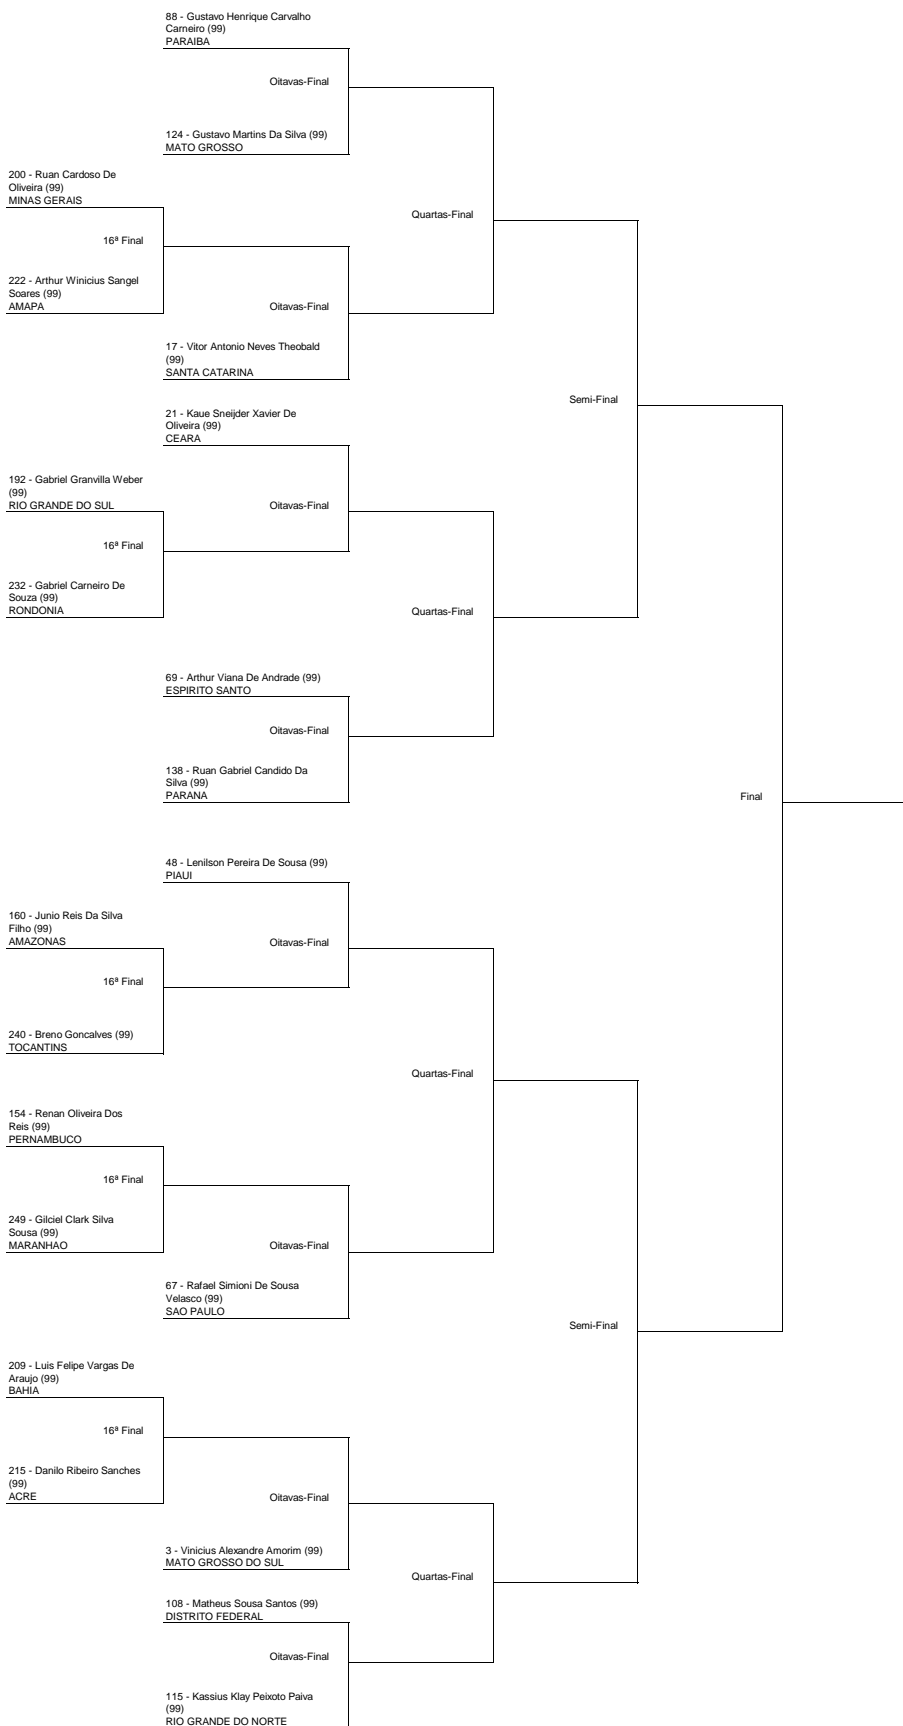 88 - Gustavo Henrique Carvalho
Carneiro (99)
PARAIBA
Oitavas-Final
124 - Gustavo Martins Da Silva (99)
MATO GROSSO
200 - Ruan Cardoso De
Oliveira (99)
MINAS GERAIS
Quartas-Final
16ª Final
222 - Arthur Winicius Sangel
Soares (99)
AMAPA
Oitavas-Final
17 - Vitor Antonio Neves Theobald
(99)
SANTA CATARINA
Semi-Final
21 - Kaue Sneijder Xavier De
Oliveira (99)
CEARA
192 - Gabriel Granvilla Weber
(99)
RIO GRANDE DO SUL
Oitavas-Final
16ª Final
232 - Gabriel Carneiro De
Souza (99)
RONDONIA
Quartas-Final
69 - Arthur Viana De Andrade (99)
ESPIRITO SANTO
Oitavas-Final
138 - Ruan Gabriel Candido Da
Silva (99)
PARANA
Final
48 - Lenilson Pereira De Sousa (99)
PIAUI
160 - Junio Reis Da Silva
Filho (99)
AMAZONAS
Oitavas-Final
16ª Final
240 - Breno Goncalves (99)
TOCANTINS
Quartas-Final
154 - Renan Oliveira Dos
Reis (99)
PERNAMBUCO
16ª Final
249 - Gilciel Clark Silva
Sousa (99)
MARANHAO
Oitavas-Final
67 - Rafael Simioni De Sousa
Velasco (99)
SAO PAULO
Semi-Final
209 - Luis Felipe Vargas De
Araujo (99)
BAHIA
16ª Final
215 - Danilo Ribeiro Sanches
(99)
ACRE
Oitavas-Final
3 - Vinicius Alexandre Amorim (99)
MATO GROSSO DO SUL
Quartas-Final
108 - Matheus Sousa Santos (99)
DISTRITO FEDERAL
Oitavas-Final
115 - Kassius Klay Peixoto Paiva
(99)
RIO GRANDE DO NORTE